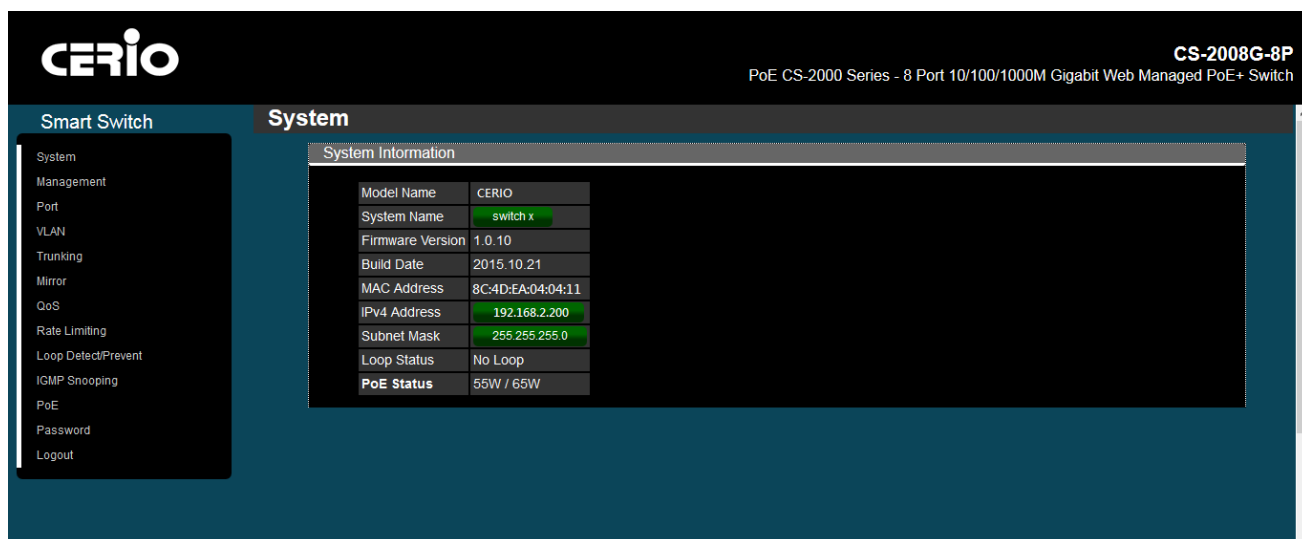 CERIO
CS-2008G-8P
PoE CS-2000 Series - 8 Port 10/100/1000M Gigabit Web Managed PoE+ Switch
Smart Switch
System
Management
Port
VLAN
Trunking
Mirror
QoS
Rate Limiting
Loop Detect/Prevent
IGMP Snooping
PoE
Password
Logout
System
System Information
Model Name CERIO
System Name switch x
Firmware Version 1.0.10
Build Date 2015.10.21
MAC Address 8C:4D:EA:04:04:11
IPv4 Address 192.168.2.200
Subnet Mask 255.255.255.0
Loop Status No Loop
PoE Status 55W / 65W